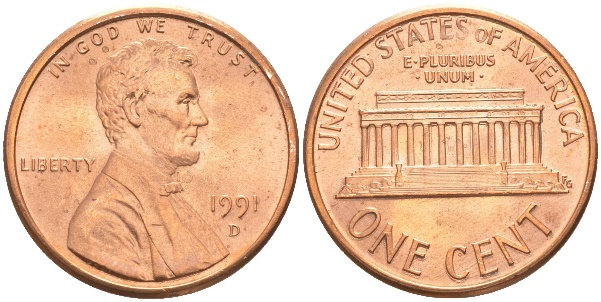 IN GOD WE TRUST
LIBERTY
1991
D
UNITED STATES OF AMERICA
E·PLURIBUS
·UNUM·
FG
ONE CENT